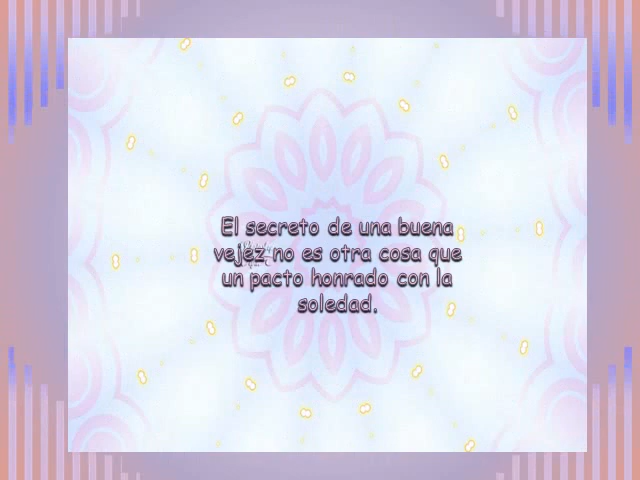 El secreto de una buena
vejez no es otra cosa que
un pacto honrado con la
soledad.